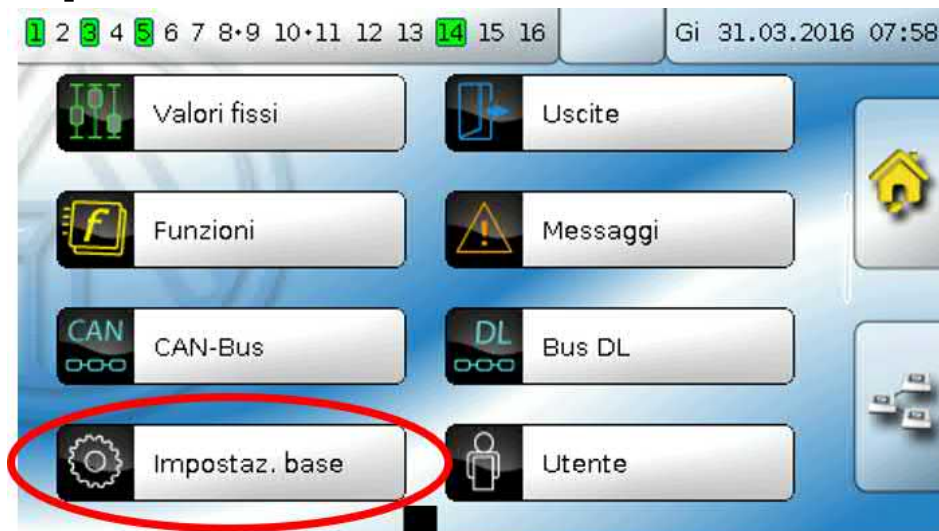 1 2 3 4 5 6 7 8·9 10·11 12 13 14 15 16 Gi 31.03.2016 07:58
Valori fissi Uscite
f Funzioni Messaggi
CAN CAN-Bus DL Bus DL
Impostaz. base Utente